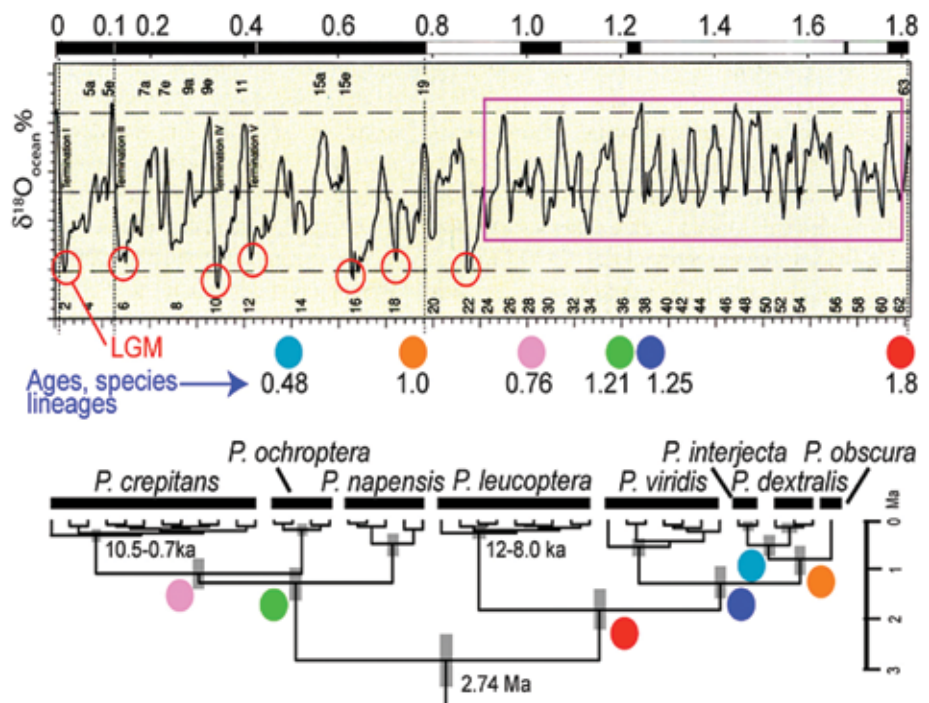 0 0.1 0.2 0.4 0.6 0.8 1.0 1.2 1.4 1.6 1.8
5a 5e 7a 7e 9a 9e 11 15a 15e 19 63
Termination I Termination II Termination IV Termination V
δ18Oocean%
2 4 6 8 10 12 14 16 18 20 22 24 26 28 30 32 34 36 38 40 42 44 46 48 50 52 54 56 58 60 62
LGM
Ages, species
lineages
0.48 1.0 0.76 1.21 1.25 1.8
P. ochroptera P. interjecta P. obscura
P. crepitans P. napensis P. leucoptera P. viridis P. dextralis
10.5-0.7ka 12-8.0 ka
2.74 Ma
0 1 2 3 Ma